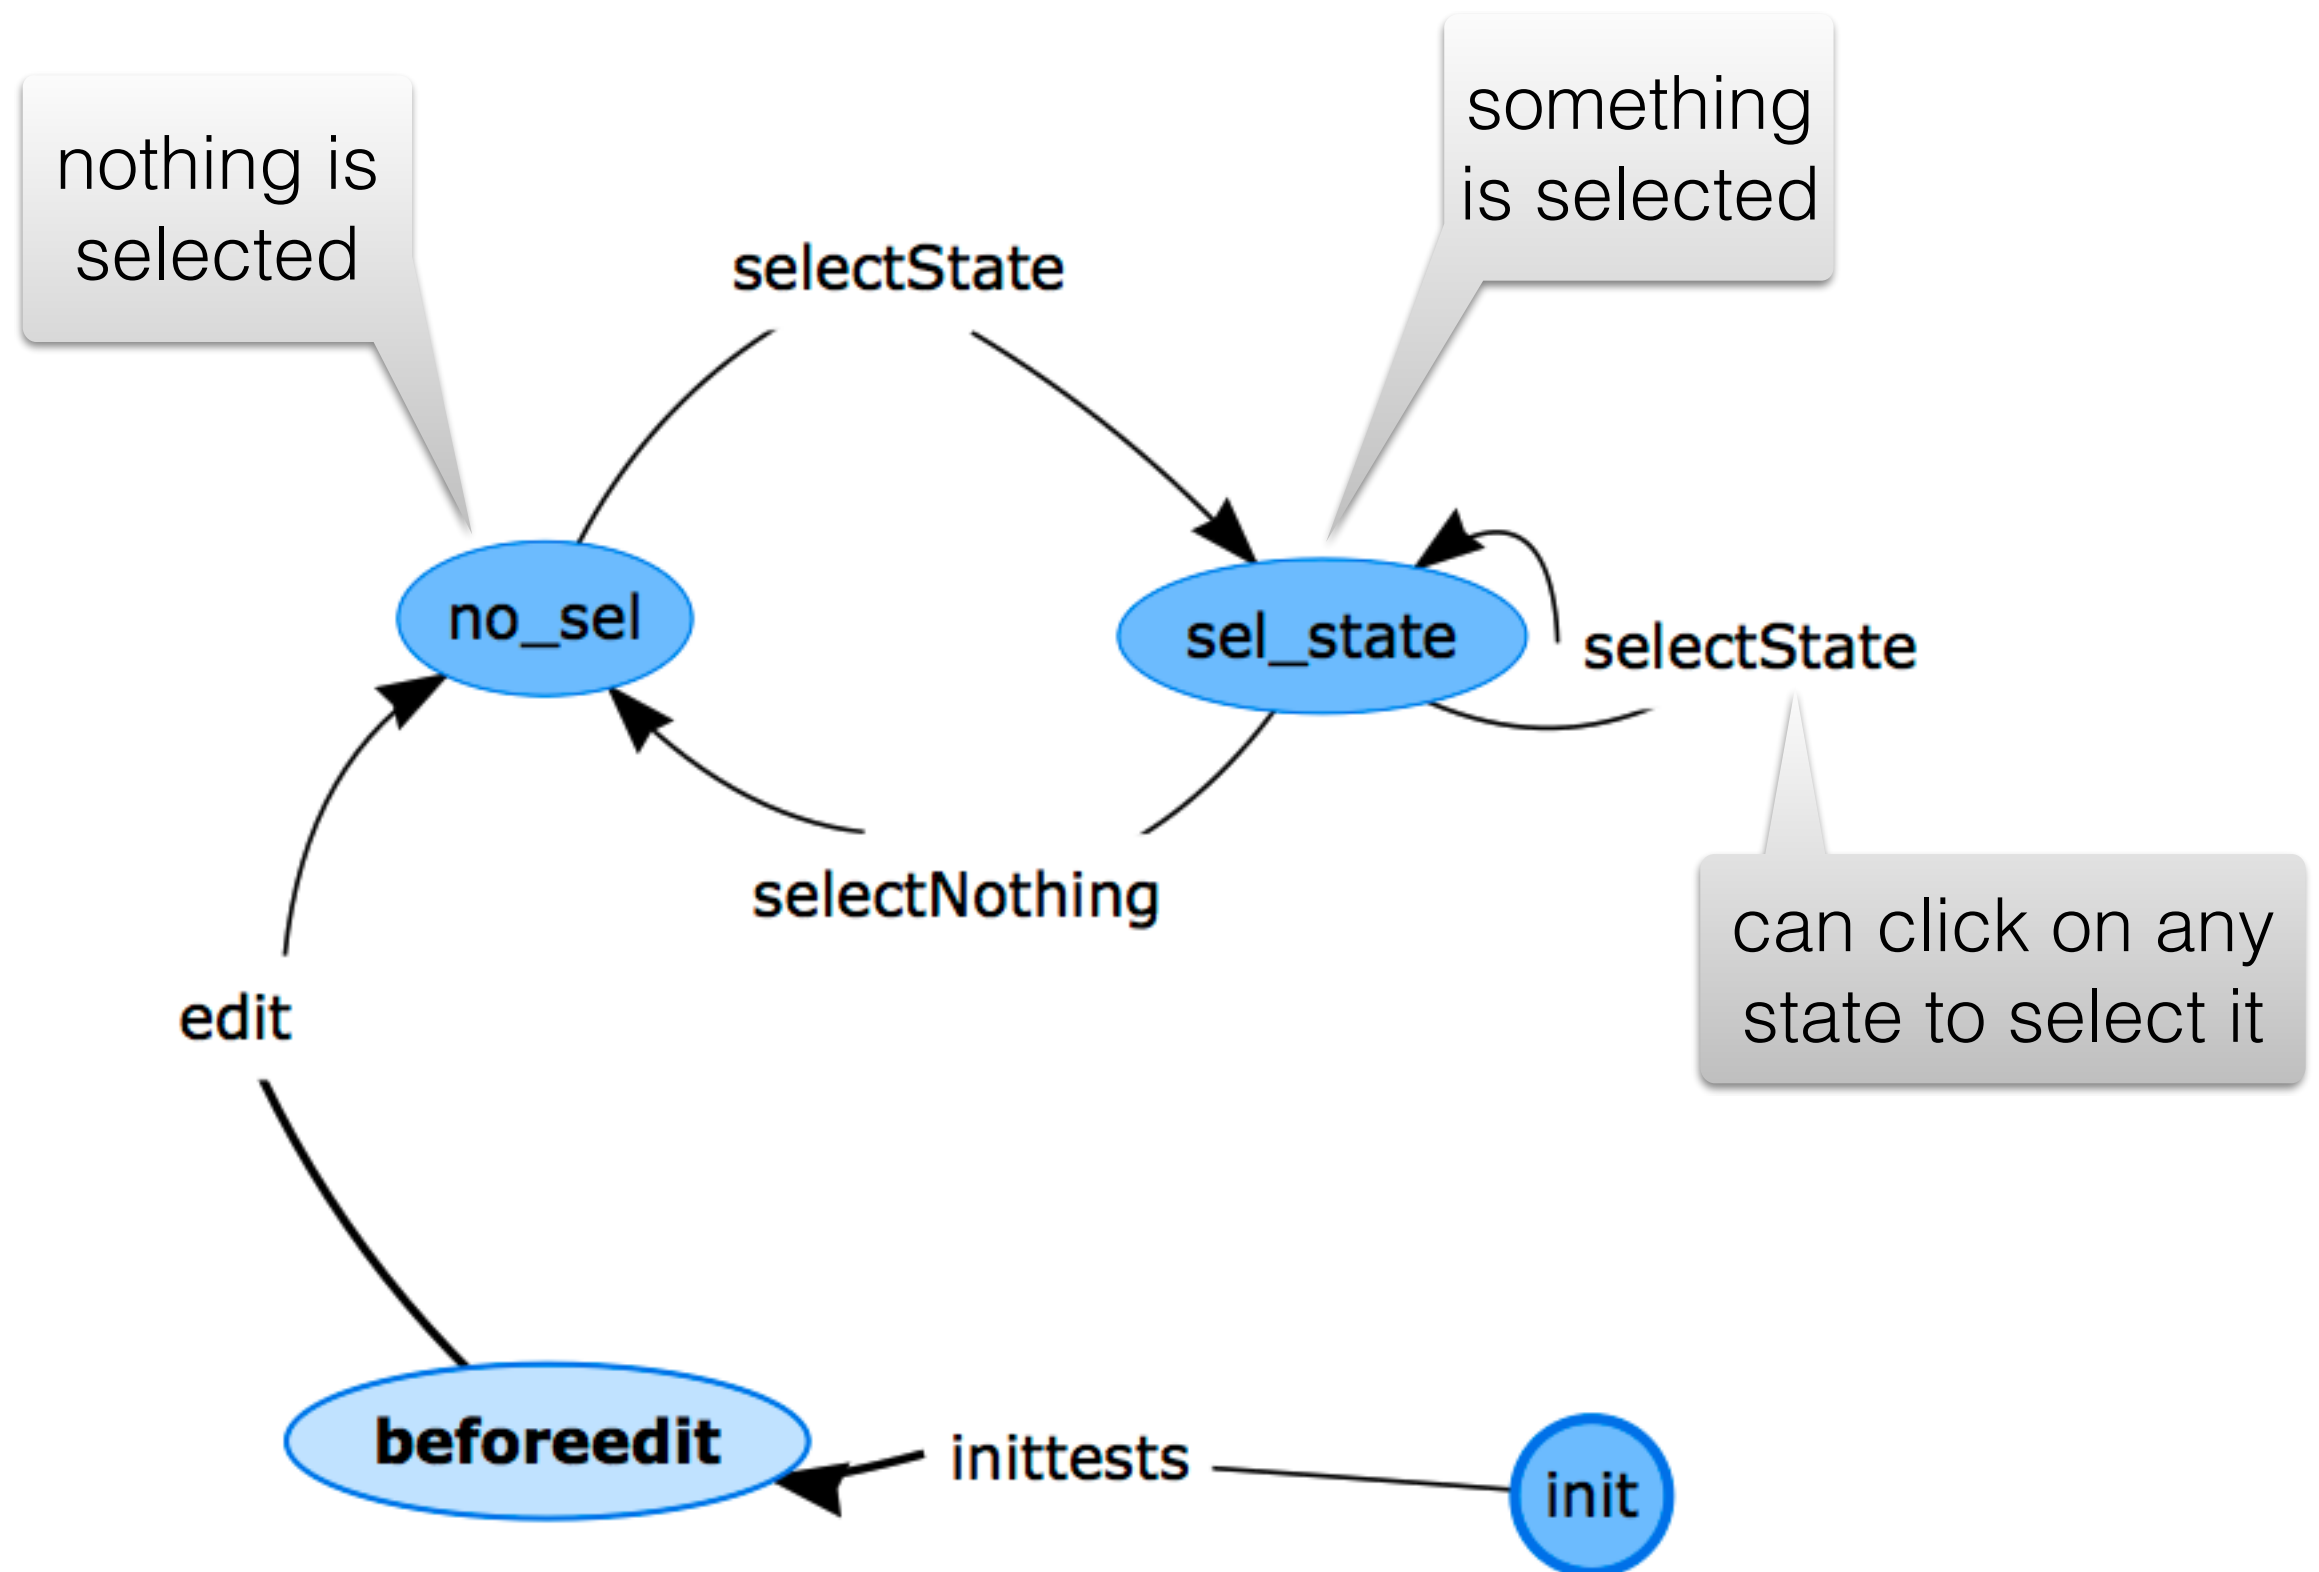 something
is selected
nothing is
selected
selectState
no_sel
sel_state
selectState
selectNothing
can click on any
state to select it
edit
beforeedit
inittests
init